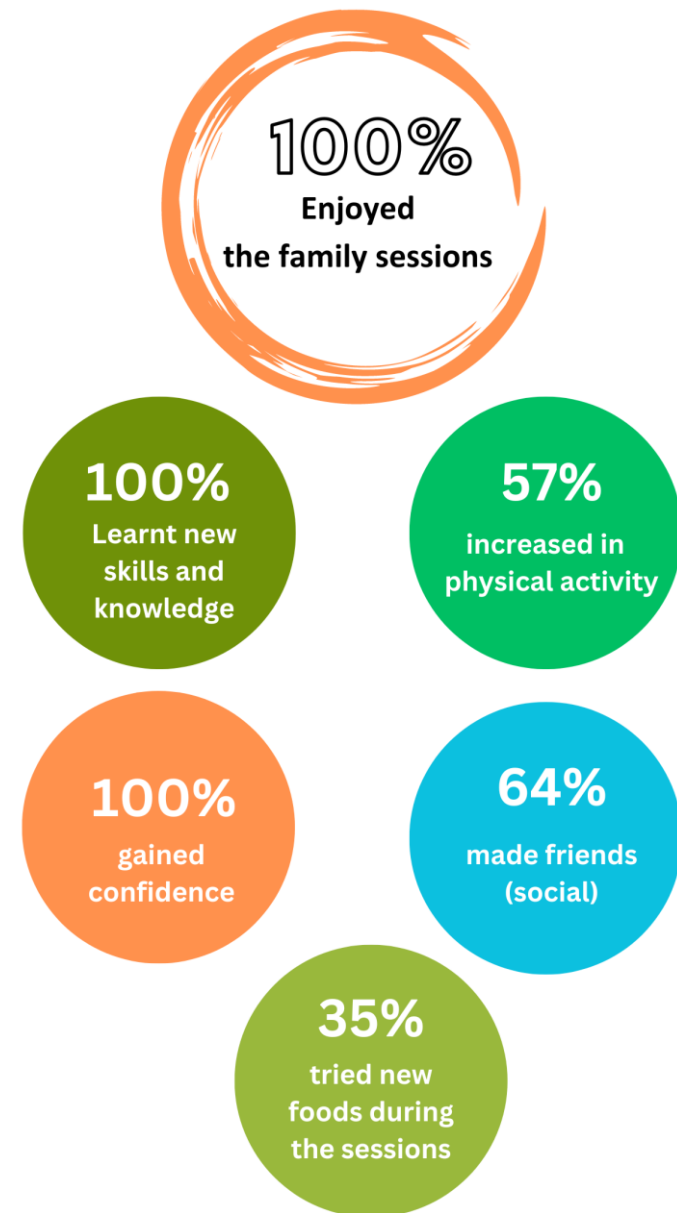 100%
Enjoyed
the family sessions
100%
Learnt new
skills and
knowledge
57%
increased in
physical activity
100%
gained
confidence
64%
made friends
(social)
35%
tried new
foods during
the sessions